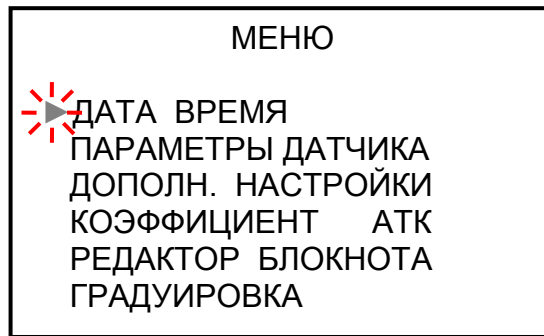 МЕНЮ
ДАТА ВРЕМЯ
ПАРАМЕТРЫ ДАТЧИКА
ДОПОЛН. НАСТРОЙКИ
КОЭФФИЦИЕНТ АТК
РЕДАКТОР БЛОКНОТА
ГРАДУИРОВКА